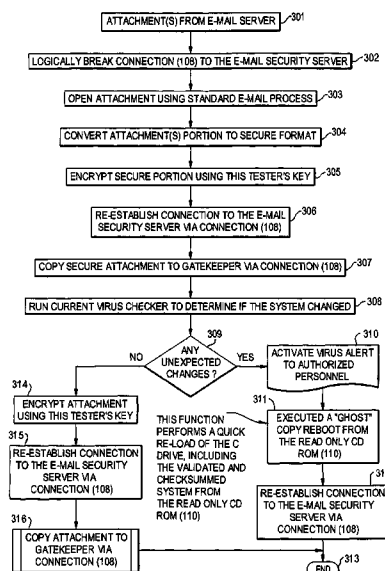 ATTACHMENT(S) FROM E-MAIL SERVER
301
LOGICALLY BREAK CONNECTION (108) TO THE E-MAIL SECURITY SERVER
302
OPEN ATTACHMENT USING STANDARD E-MAIL PROCESS
303
CONVERT ATTACHMENT(S) PORTION TO SECURE FORMAT
304
ENCRYPT SECURE PORTION USING THIS TESTER'S KEY
305
RE-ESTABLISH CONNECTION TO THE E-MAIL
SECURITY SERVER VIA CONNECTION (108)
306
COPY SECURE ATTACHMENT TO GATEKEEPER VIA CONNECTION (108)
307
RUN CURRENT VIRUS CHECKER TO DETERMINE IF THE SYSTEM CHANGED
308
309
ANY
UNEXPECTED
CHANGES ?
NO
YES
310
ACTIVATE VIRUS ALERT
TO AUTHORIZED
PERSONNEL
314
ENCRYPT ATTACHMENT
USING THIS TESTER'S KEY
311
EXECUTED A "GHOST"
COPY REBOOT FROM
THE READ ONLY CD
ROM (110)
THIS FUNCTION
PERFORMS A QUICK
RE-LOAD OF THE C
DRIVE, INCLUDING
THE VALIDATED AND
CHECKSUMMED
SYSTEM FROM
THE READ ONLY CD
ROM (110)
315
RE-ESTABLISH CONNECTION
TO THE E-MAIL SECURITY
SERVER VIA
CONNECTION (108)
31
RE-ESTABLISH CONNECTION
TO THE E-MAIL SECURITY
SERVER VIA
CONNECTION (108)
316
COPY ATTACHMENT TO
GATEKEEPER VIA
CONNECTION (108)
END
313